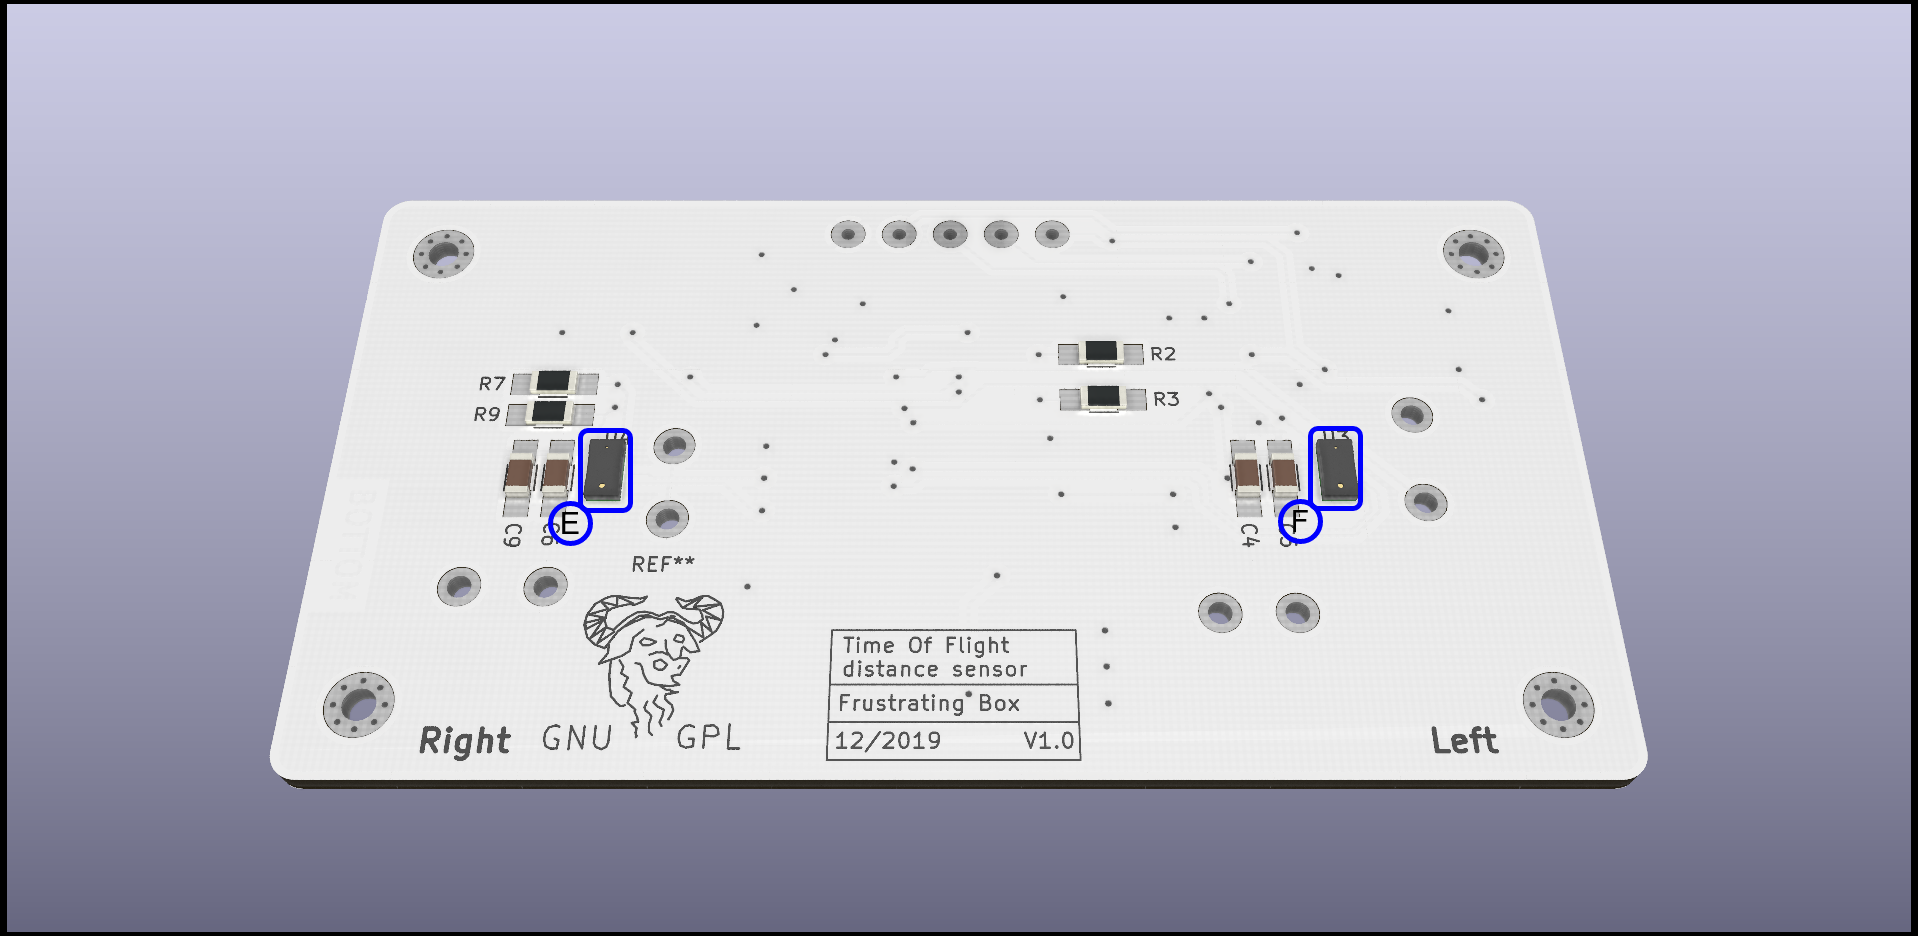 R2
R7
R3
R9
E
F
C9
C4
REF**
Time Of Flight
distance sensor
Frustrating Box
12/2019 V1.0
Right GNU GPL
Left